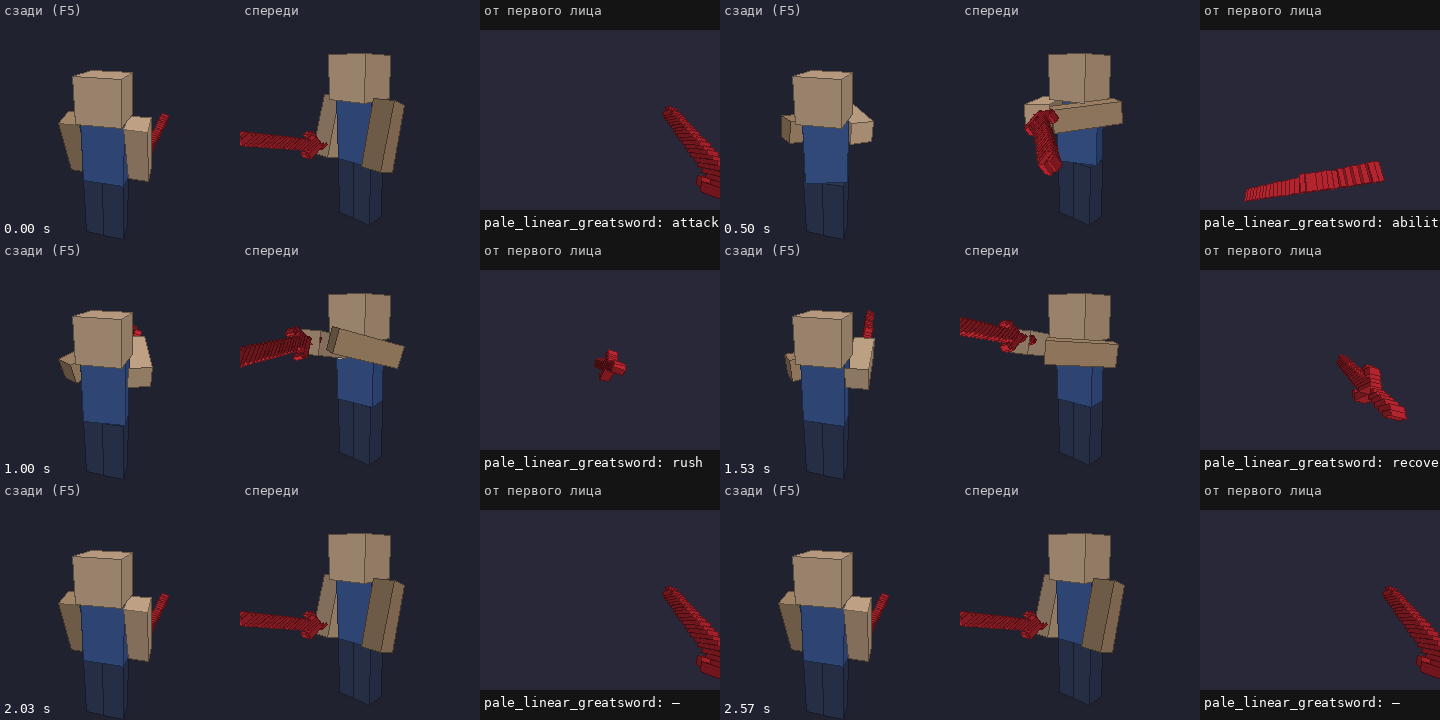 сзади (F5) спереди от первого лица сзади (F5) спереди от первого лица
0.00 s pale_linear_greatsword: attack 0.50 s pale_linear_greatsword: abilit
сзади (F5) спереди от первого лица сзади (F5) спереди от первого лица
1.00 s pale_linear_greatsword: rush 1.53 s pale_linear_greatsword: recove
сзади (F5) спереди от первого лица сзади (F5) спереди от первого лица
2.03 s pale_linear_greatsword: — 2.57 s pale_linear_greatsword: —